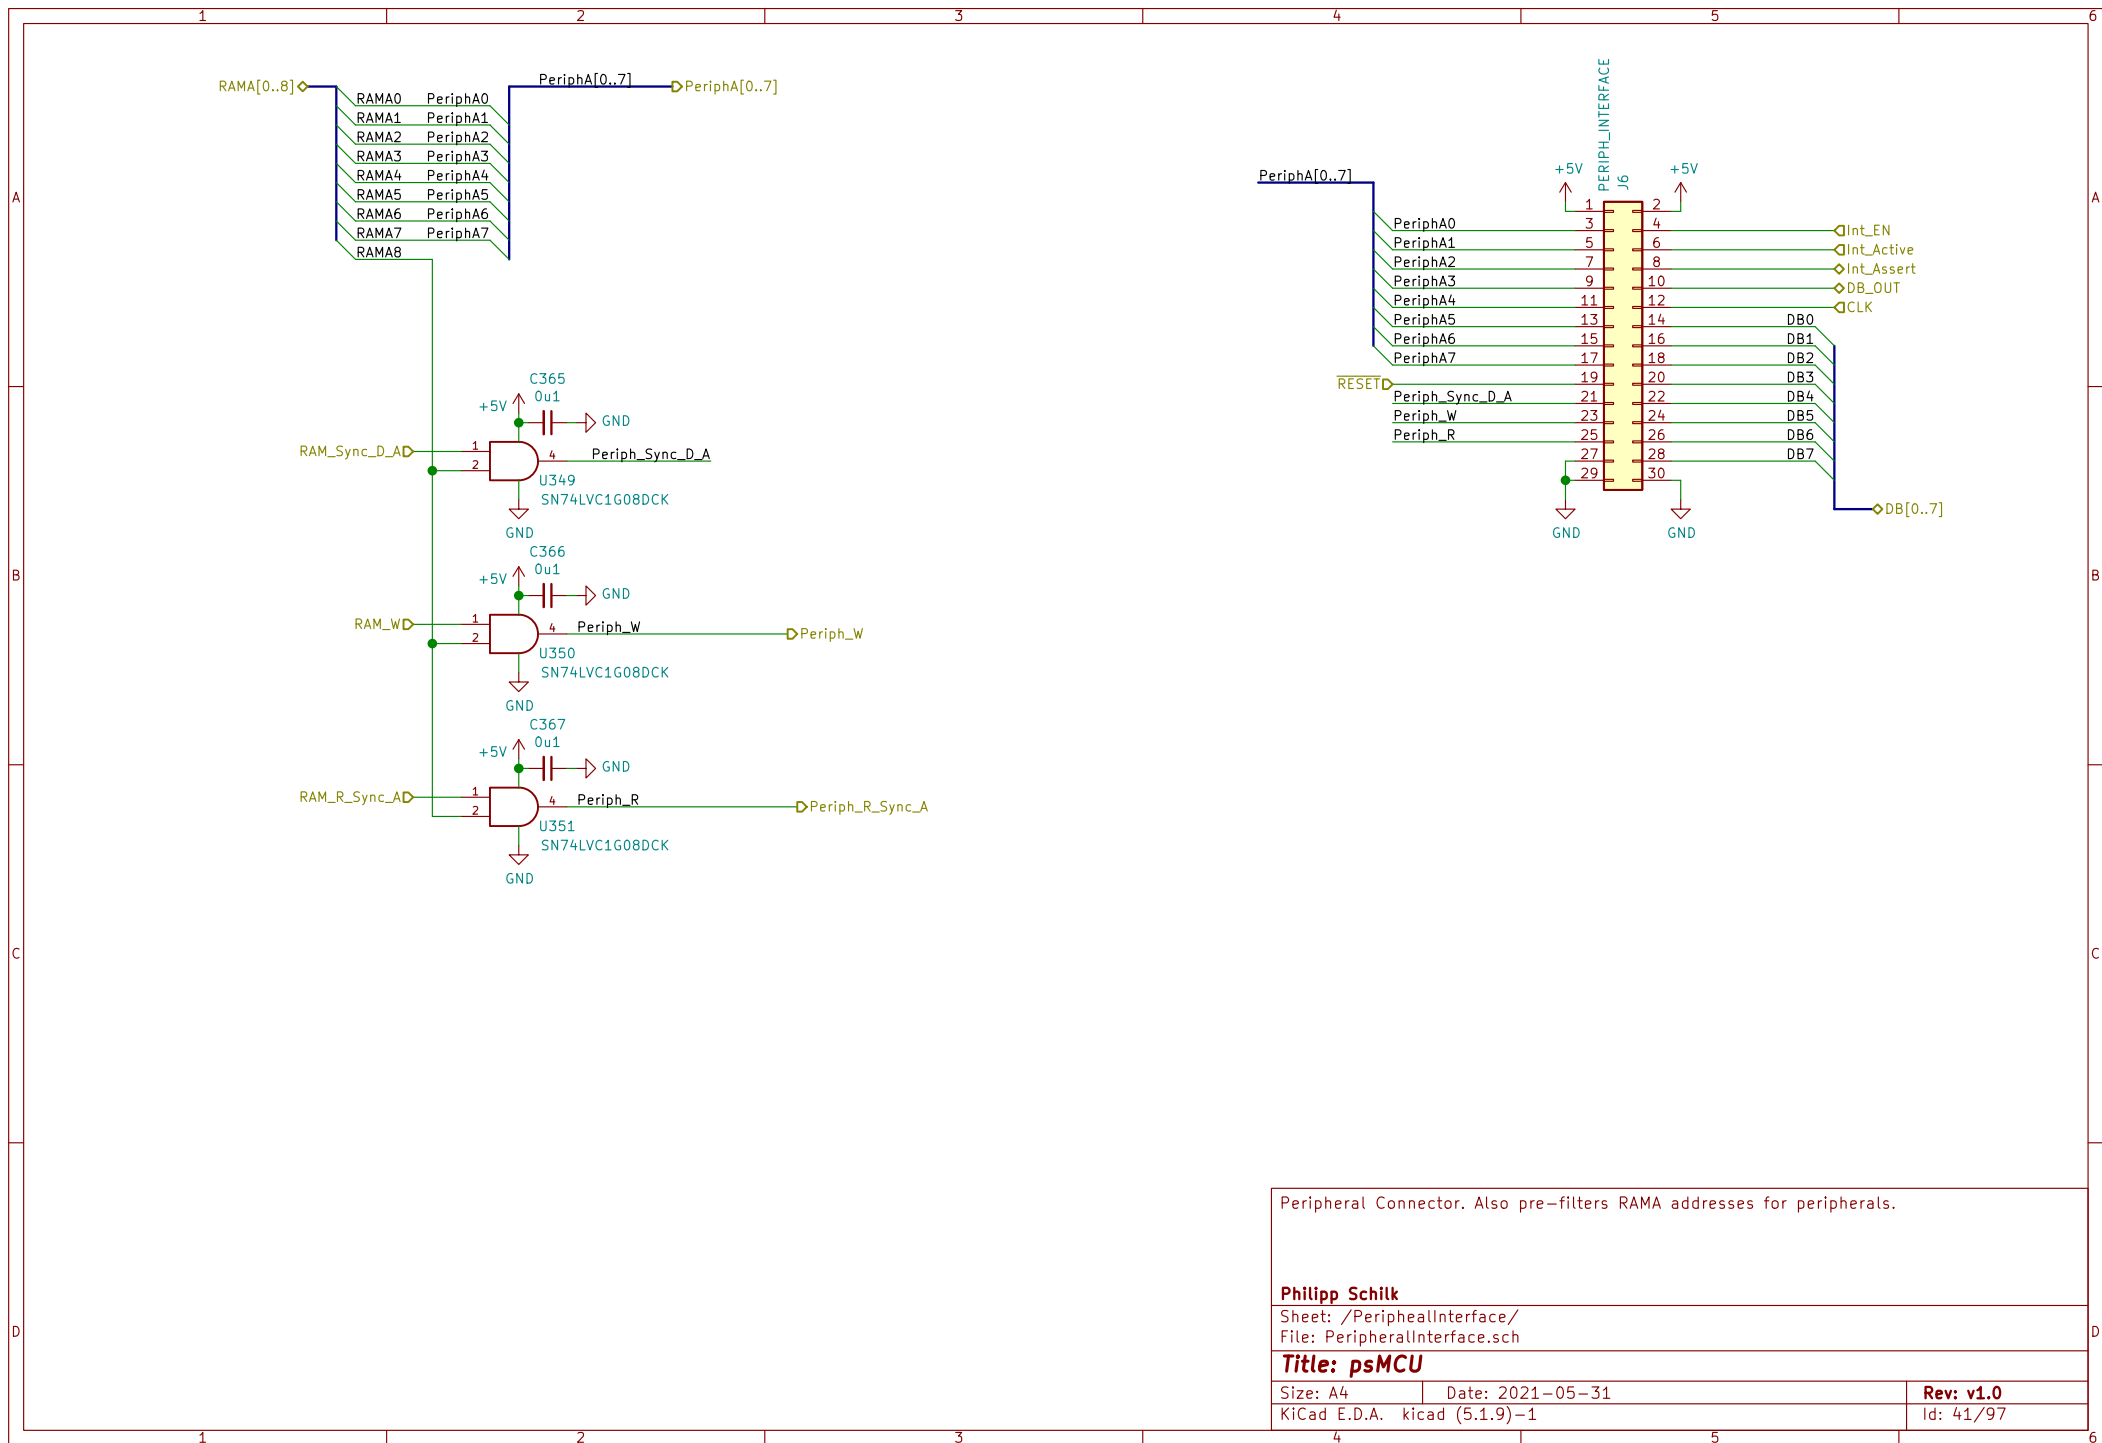 1 2 3 4 5 6
A
B
C
D
RAMA[0..8]
RAMA0 PeriphA0
RAMA1 PeriphA1
RAMA2 PeriphA2
RAMA3 PeriphA3
RAMA4 PeriphA4
RAMA5 PeriphA5
RAMA6 PeriphA6
RAMA7 PeriphA7
RAMA8
PeriphA[0..7] PeriphA[0..7]
C365
0u1
+5V
GND
RAM_Sync_D_A
1
2
4
Periph_Sync_D_A
U349
SN74LVC1G08DCK
GND
C366
0u1
+5V
GND
RAM_W
1
2
4
Periph_W
Periph_W
U350
SN74LVC1G08DCK
GND
C367
0u1
+5V
GND
RAM_R_Sync_A
1
2
4
Periph_R
Periph_R_Sync_A
U351
SN74LVC1G08DCK
GND
PERIPH_INTERFACE
J6
PeriphA[0..7]
+5V +5V
1 2
PeriphA0 3 4 Int_EN
PeriphA1 5 6 Int_Active
PeriphA2 7 8 Int_Assert
PeriphA3 9 10 DB_OUT
PeriphA4 11 12 CLK
PeriphA5 13 14 DB0
PeriphA6 15 16 DB1
PeriphA7 17 18 DB2
RESET 19 20 DB3
Periph_Sync_D_A 21 22 DB4
Periph_W 23 24 DB5
Periph_R 25 26 DB6
27 28 DB7
29 30
DB[0..7]
GND GND
A
B
C
D
Peripheral Connector. Also pre-filters RAMA addresses for peripherals.
Philipp Schilk
Sheet: /PeriphealInterface/
File: PeripheralInterface.sch
Title: psMCU
Size: A4 Date: 2021-05-31 Rev: v1.0
KiCad E.D.A. kicad (5.1.9)-1 Id: 41/97
1 2 3 4 5 6